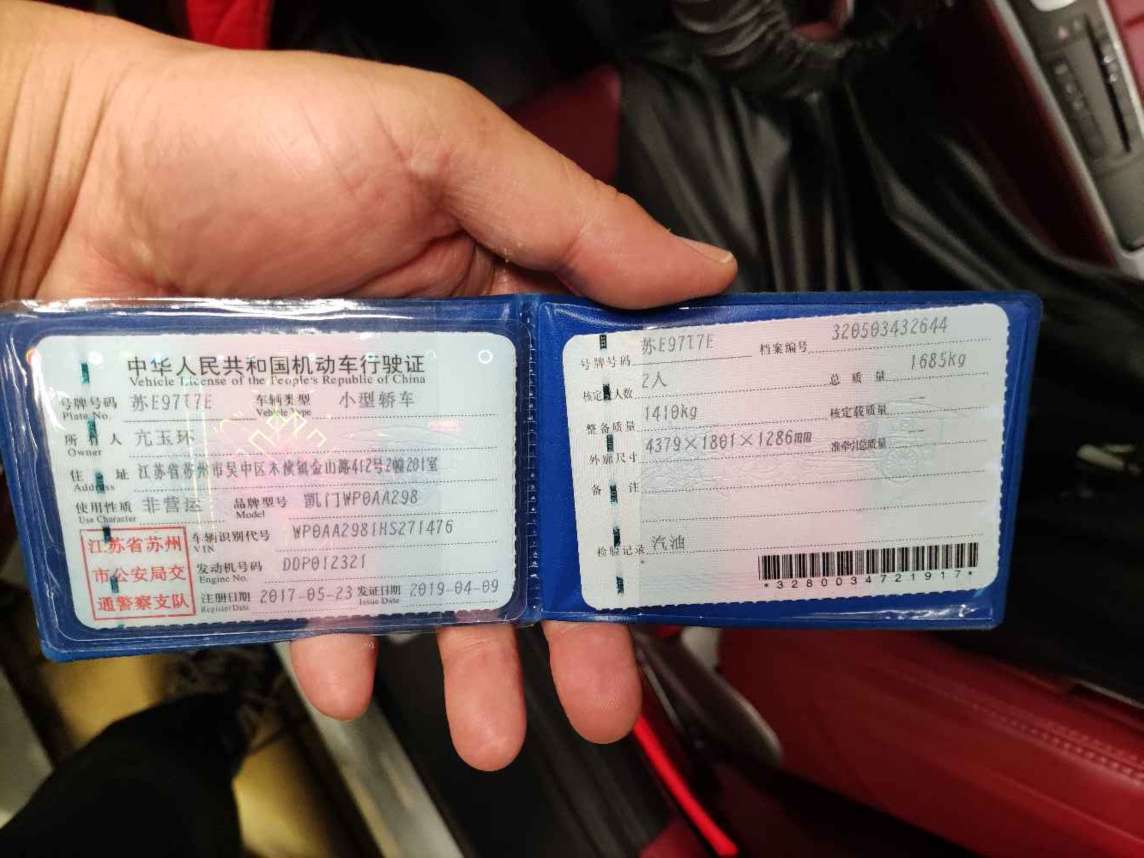 中华人民共和国机动车行驶证
Vehicle License of the People's Republic of China
号牌号码 苏E97T7E 车辆类型 小型轿车
Plate No. Vehicle Type
所有人 亢玉环
Owner
住址 江苏省苏州市吴中区木渎镇金山路412号2幢201室
Address
使用性质 非营运 品牌型号 凯门WP0AA298
Use Character Model
江苏省苏州
市公安局交
通警察支队
车辆识别代号 WP0AA2981HS271476
VIN
发动机号码 DDP012321
Engine No.
注册日期 2017-05-23 发证日期 2019-04-09
Register Date Issue Date
号牌号码 苏E97T7E 档案编号 320503432644
核定人数 2人 总质量 1685kg
整备质量 1410kg 核定载质量 --
外廓尺寸 4379×1801×1286mm 准牵引总质量 --
备注
检验记录 汽油
*3280034721917*